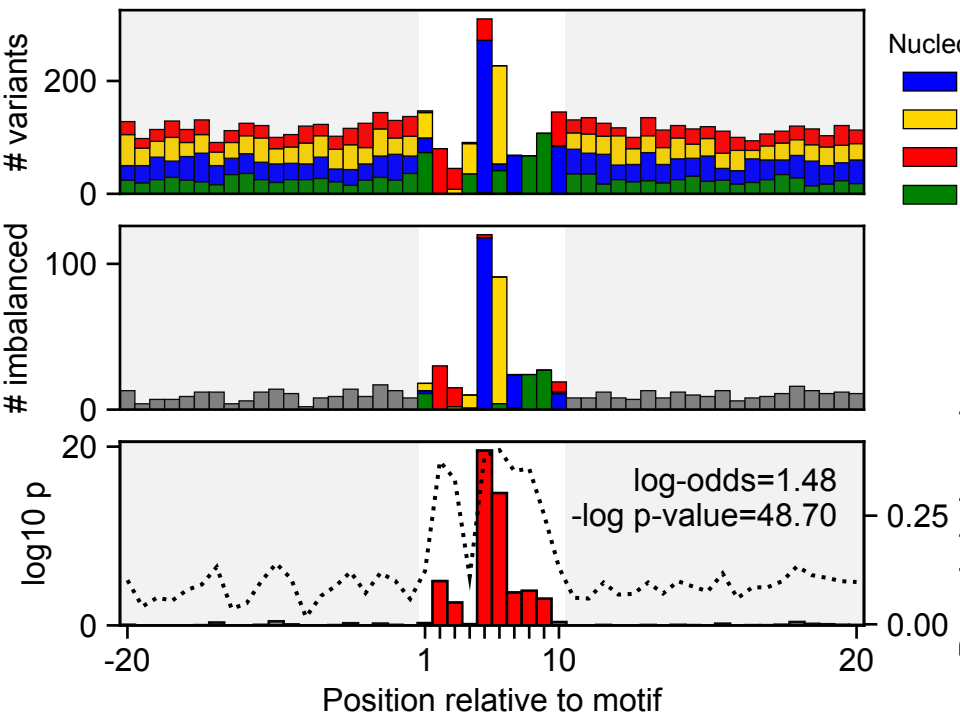 # variants
200
0
Nucleo
# imbalanced
100
0
log10 p
20
10
0
log-odds=1.48
-log p-value=48.70
0.25
0.00
-20
1
10
20
Position relative to motif